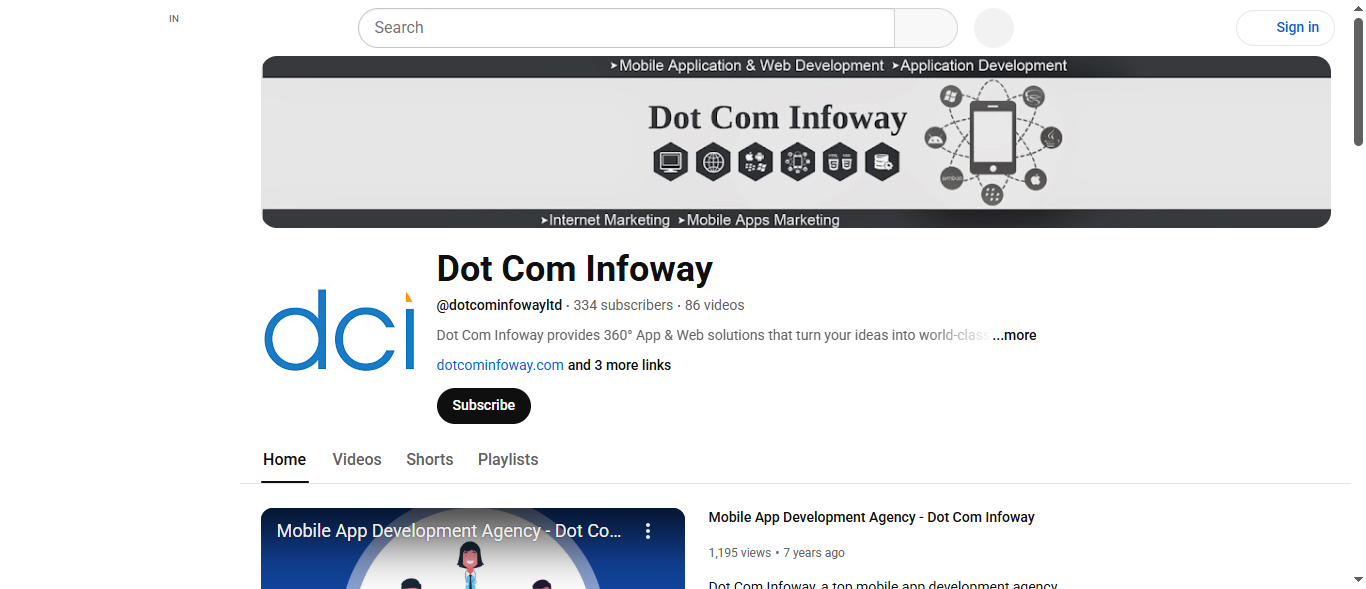 IN
Search
Sign in
➤Mobile Application & Web Development ➤Application Development
Dot Com Infoway
➤Internet Marketing ➤Mobile Apps Marketing
dci
Dot Com Infoway
@dotcominfowayltd · 334 subscribers · 86 videos
Dot Com Infoway provides 360° App & Web solutions that turn your ideas into world-class ...more
dotcominfoway.com and 3 more links
Subscribe
Home Videos Shorts Playlists
Mobile App Development Agency - Dot Co...
Mobile App Development Agency - Dot Com Infoway
1,195 views • 7 years ago
Dot Com Infoway, a top mobile app development agency